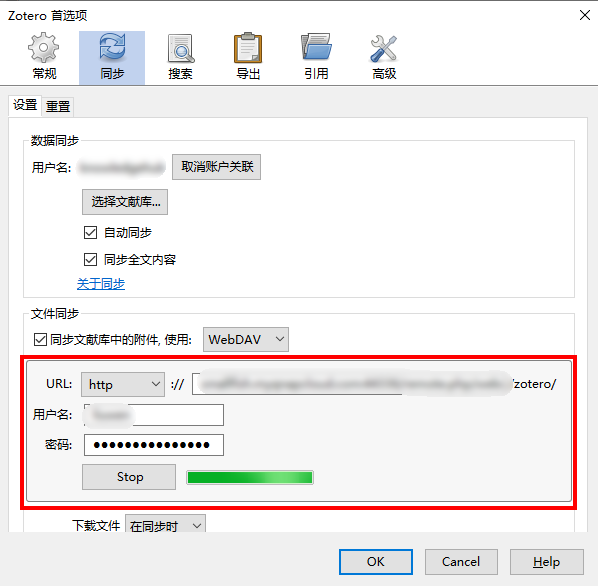 Zotero 首选项
常规 同步 搜索 导出 引用 高级
设置 重置
数据同步
用户名: 取消账户关联
选择文献库...
自动同步
同步全文内容
关于同步
文件同步
同步文献库中的附件, 使用: WebDAV
URL: http :// /zotero/
用户名:
密码: ●●●●●●●●●●●●●●●
Stop
下载文件 在同步时
OK Cancel Help